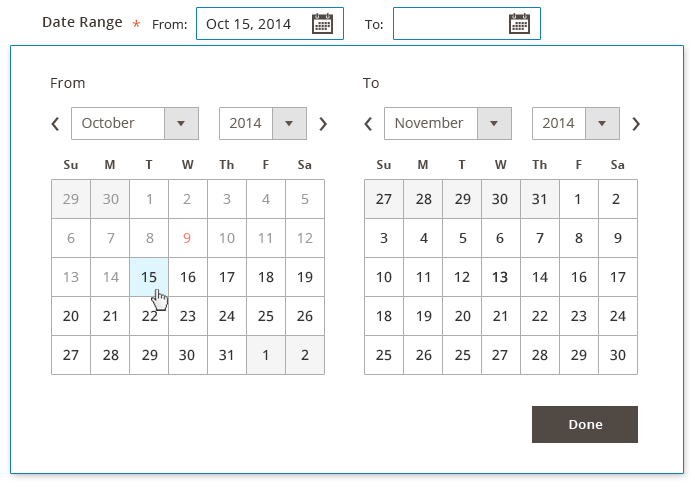 Date Range * From: Oct 15, 2014 To:
From
October 2014
Su M T W Th F Sa
29 30 1 2 3 4 5
6 7 8 9 10 11 12
13 14 15 16 17 18 19
20 21 22 23 24 25 26
27 28 29 30 31 1 2
To
November 2014
Su M T W Th F Sa
27 28 29 30 31 1 2
3 4 5 6 7 8 9
10 11 12 13 14 16 17
18 19 20 21 22 23 24
25 26 25 27 28 29 30
Done